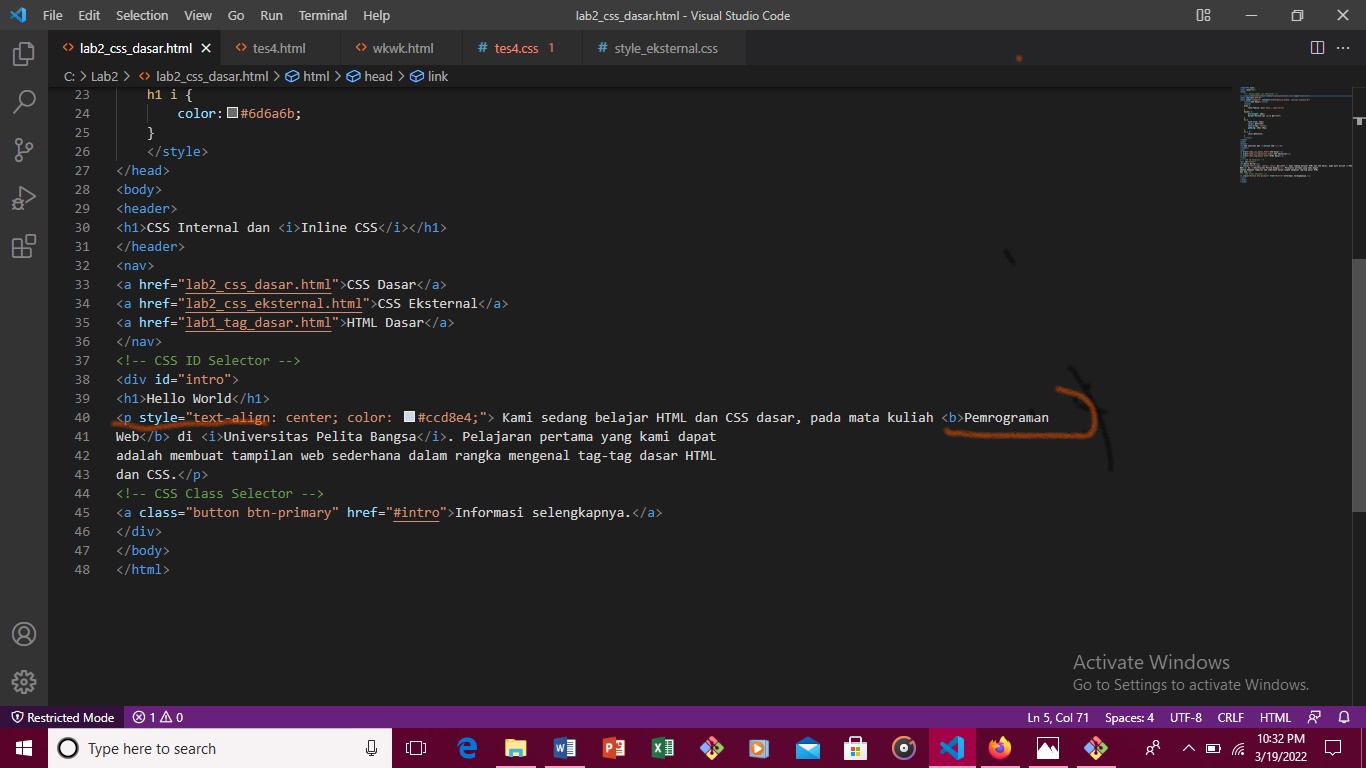 File Edit Selection View Go Run Terminal Help lab2_css_dasar.html - Visual Studio Code
lab2_css_dasar.html tes4.html wkwk.html # tes4.css 1 # style_eksternal.css
C: > Lab2 > lab2_css_dasar.html > html > head > link
23 h1 i {
24 color: #6d6a6b;
25 }
26 </style>
27 </head>
28 <body>
29 <header>
30 <h1>CSS Internal dan <i>Inline CSS</i></h1>
31 </header>
32 <nav>
33 <a href="lab2_css_dasar.html">CSS Dasar</a>
34 <a href="lab2_css_eksternal.html">CSS Eksternal</a>
35 <a href="lab1_tag_dasar.html">HTML Dasar</a>
36 </nav>
37 <!-- CSS ID Selector -->
38 <div id="intro">
39 <h1>Hello World</h1>
40 <p style="text-align: center; color: #ccd8e4;"> Kami sedang belajar HTML dan CSS dasar, pada mata kuliah <b>Pemrograman
41 Web</b> di <i>Universitas Pelita Bangsa</i>. Pelajaran pertama yang kami dapat
42 adalah membuat tampilan web sederhana dalam rangka mengenal tag-tag dasar HTML
43 dan CSS.</p>
44 <!-- CSS Class Selector -->
45 <a class="button btn-primary" href="#intro">Informasi selengkapnya.</a>
46 </div>
47 </body>
48 </html>
Activate Windows
Go to Settings to activate Windows.
Restricted Mode 1 0 Ln 5, Col 71 Spaces: 4 UTF-8 CRLF HTML
Type here to search
10:32 PM
3/19/2022